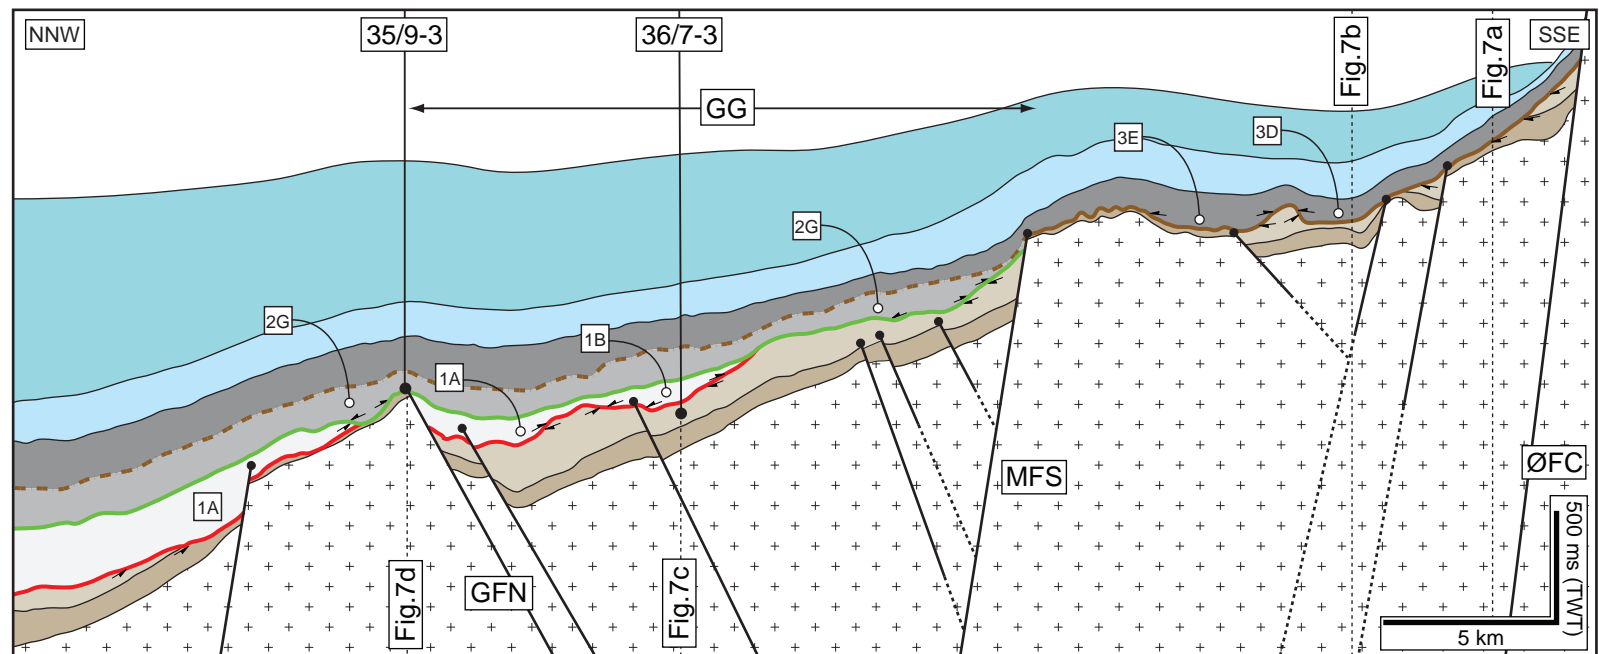 NNW
35/9-3
36/7-3
Fig.7b
Fig.7a
SSE
GG
3E
3D
2G
2G
1B
1A
1A
MFS
ØFC
GFN
Fig.7d
Fig.7c
500 ms (TWT)
5 km